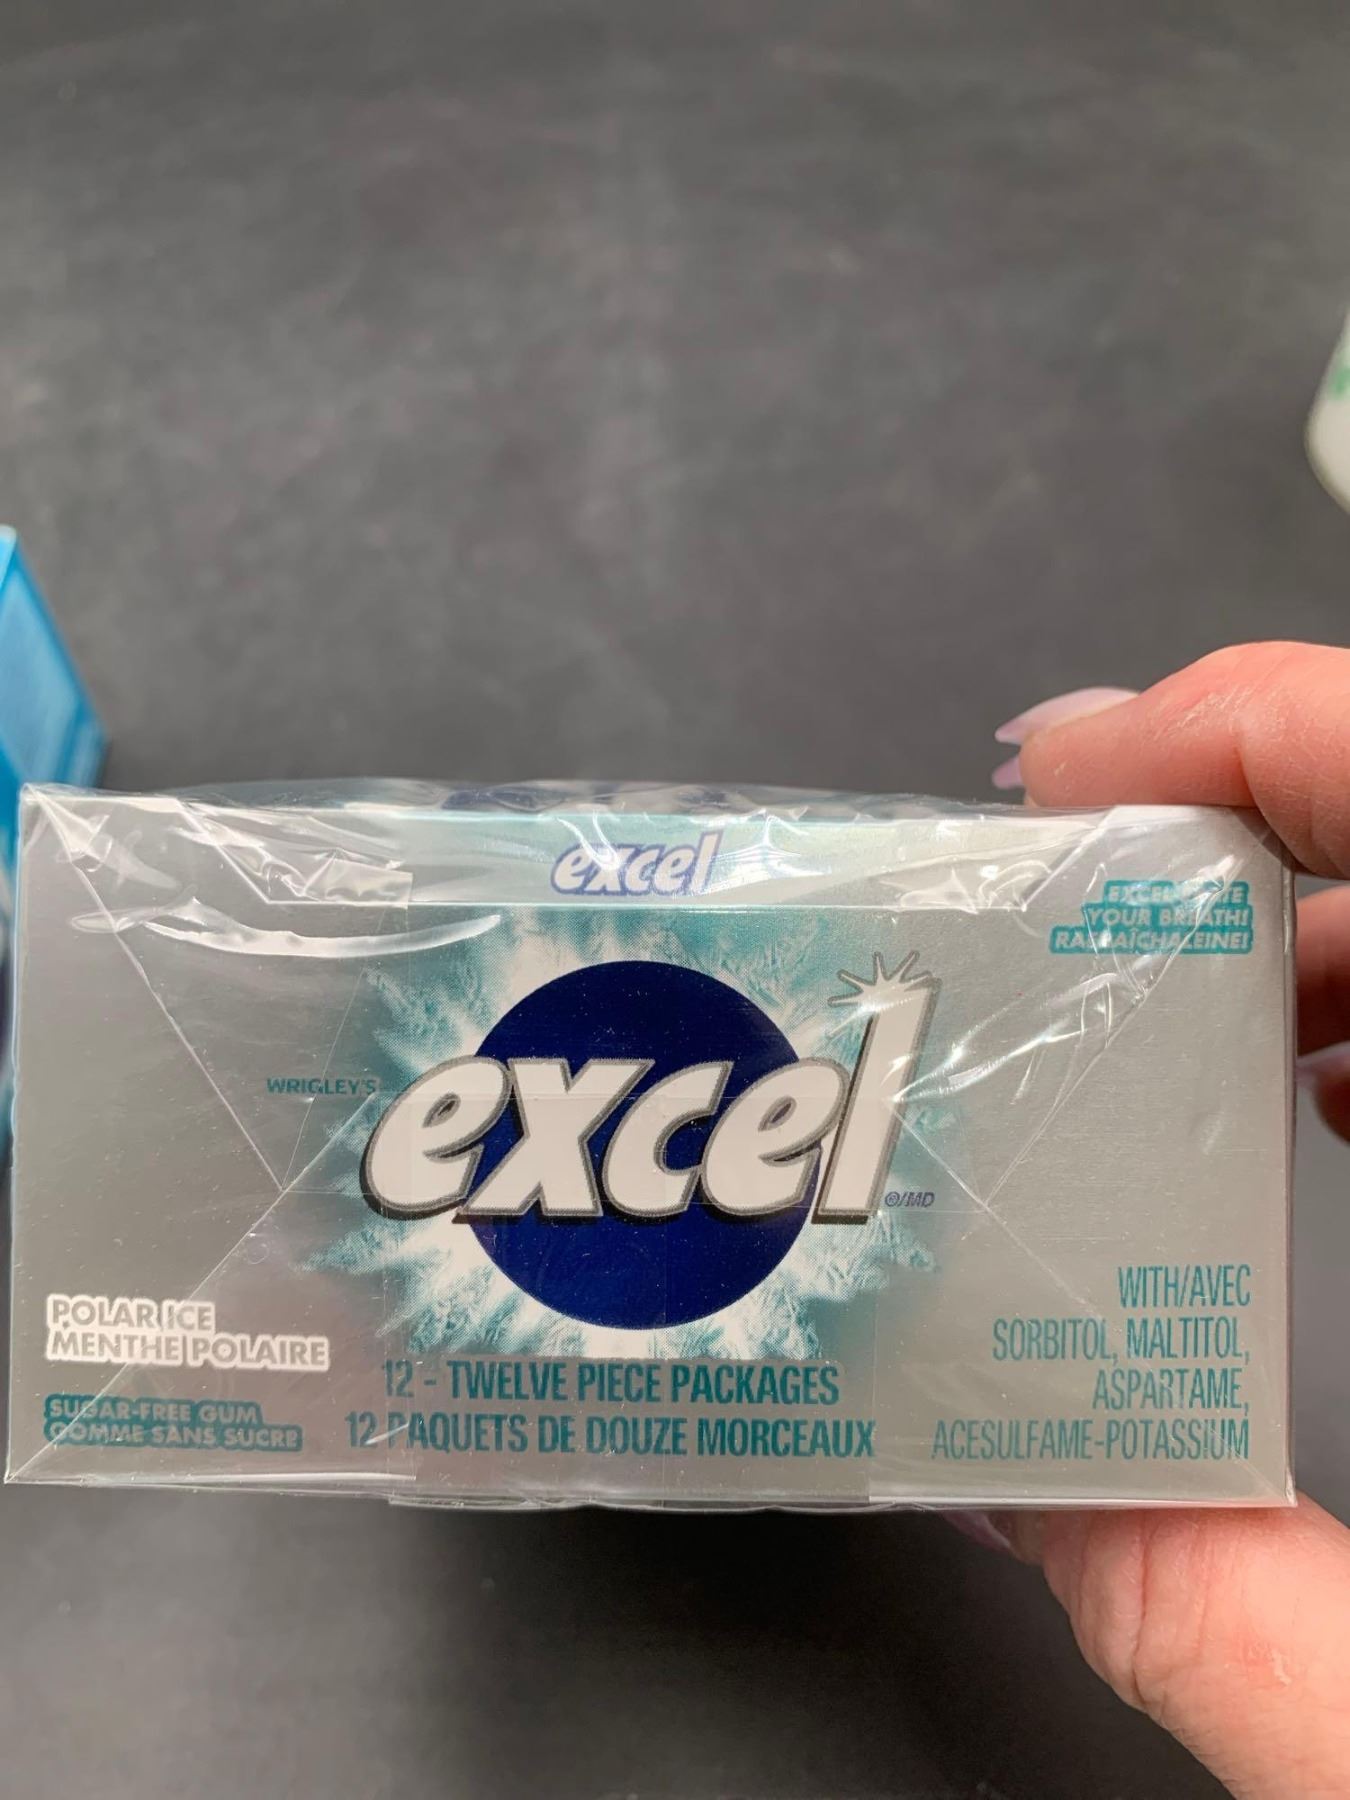 excel
YOUR BREATH!
WRIGLEY'S
excel
®/MD
POLAR ICE
MENTHE POLAIRE
SUGAR-FREE GUM
GOMME SANS SUCRE
12 - TWELVE PIECE PACKAGES
12 PAQUETS DE DOUZE MORCEAUX
WITH/AVEC
SORBITOL, MALTITOL,
ASPARTAME,
ACESULFAME-POTASSIUM